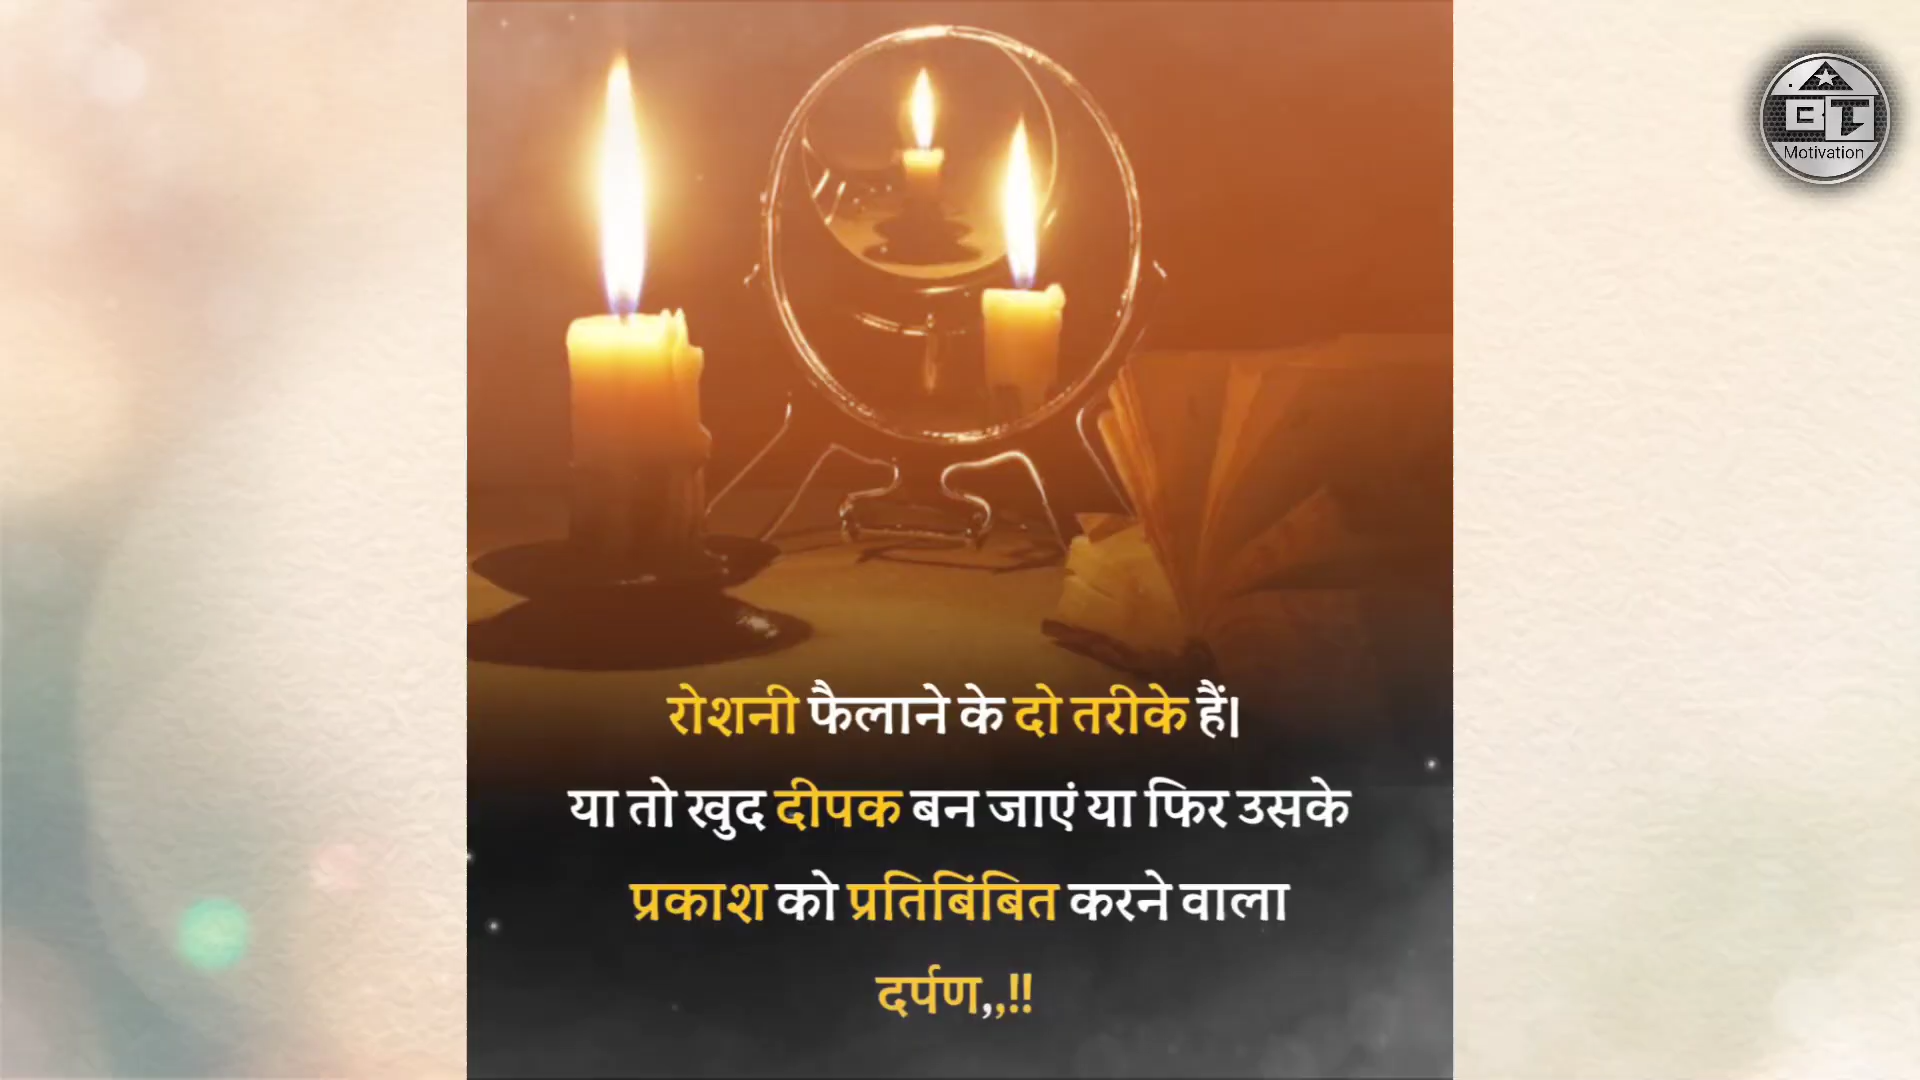 BT
Motivation
रोशनी फैलाने के दो तरीके हैं|
या तो खुद दीपक बन जाएं या फिर उसके
प्रकाश को प्रतिबिंबित करने वाला
दर्पण,,!!